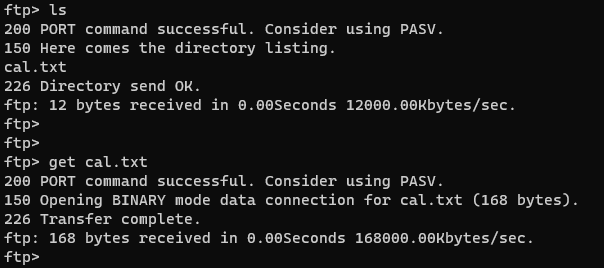 ftp> ls
200 PORT command successful. Consider using PASV.
150 Here comes the directory listing.
cal.txt
226 Directory send OK.
ftp: 12 bytes received in 0.00Seconds 12000.00Kbytes/sec.
ftp>
ftp>
ftp> get cal.txt
200 PORT command successful. Consider using PASV.
150 Opening BINARY mode data connection for cal.txt (168 bytes).
226 Transfer complete.
ftp: 168 bytes received in 0.00Seconds 168000.00Kbytes/sec.
ftp>